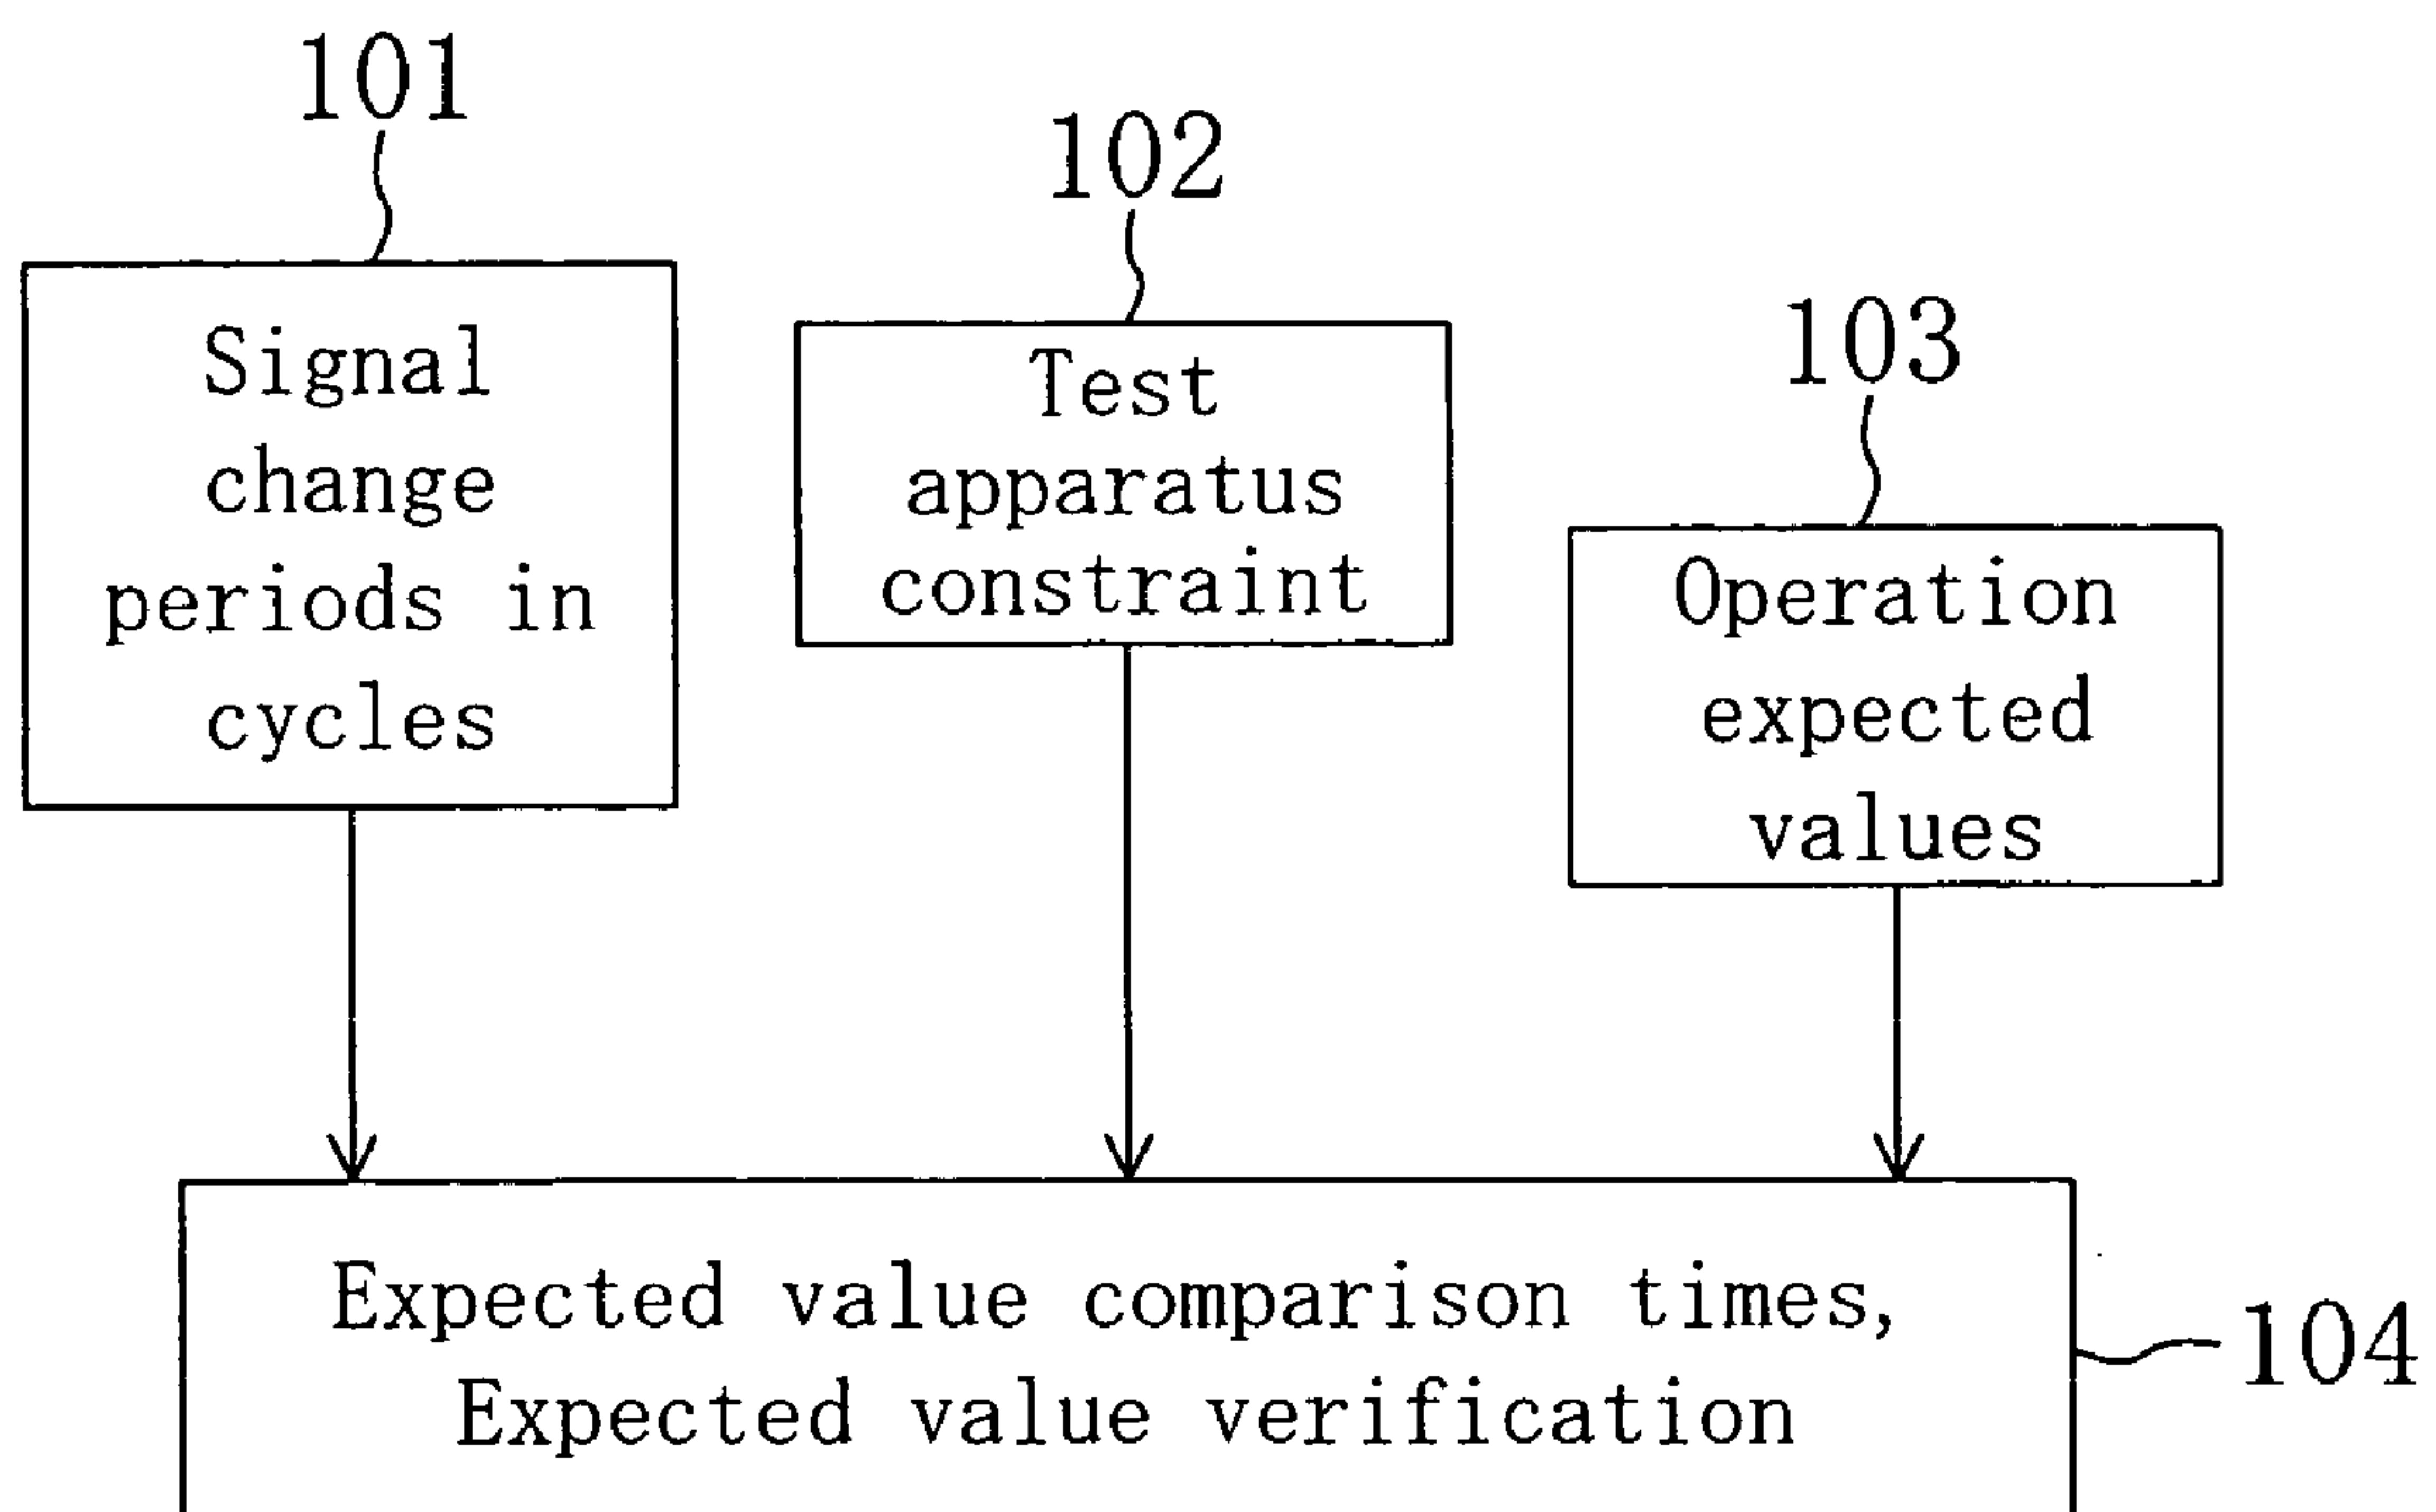 101
Signal
change
periods in
cycles
102
Test
apparatus
constraint
103
Operation
expected
values
Expected value comparison times,
Expected value verification
104